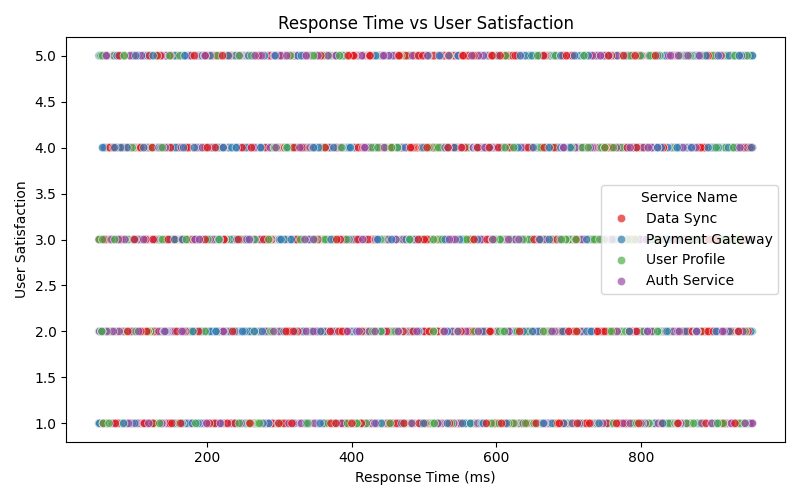 Response Time vs User Satisfaction
User Satisfaction
5.0
4.5
4.0
3.5
3.0
2.5
2.0
1.5
1.0
Service Name
Data Sync
Payment Gateway
User Profile
Auth Service
200
400
600
800
Response Time (ms)